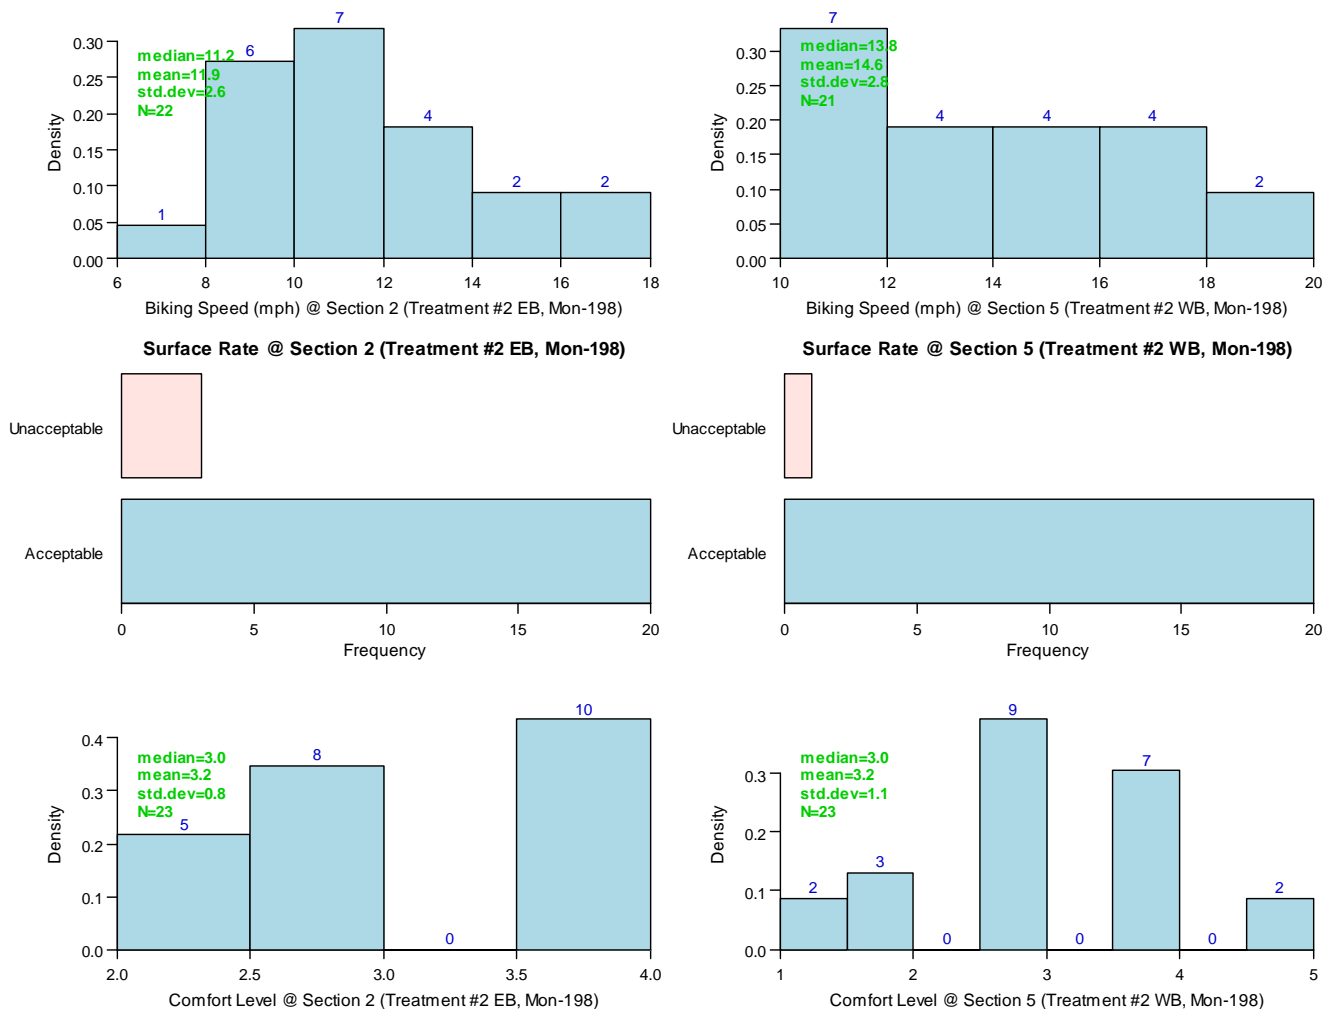 7
0.30
median=11.2
6
mean=11.9
0.25
std.dev=2.6
N=22
0.20
4
Density
0.15
0.10
2
2
0.05
1
0.00
6
8
10
12
14
16
18
Biking Speed (mph) @ Section 2 (Treatment #2 EB, Mon-198)
7
0.30
median=13.8
mean=14.6
0.25
std.dev=2.8
N=21
0.20
4
4
4
Density
0.15
0.10
2
0.05
0.00
10
12
14
16
18
20
Biking Speed (mph) @ Section 5 (Treatment #2 WB, Mon-198)
Surface Rate @ Section 2 (Treatment #2 EB, Mon-198)
Unacceptable
Acceptable
0
5
10
15
20
Frequency
Surface Rate @ Section 5 (Treatment #2 WB, Mon-198)
Unacceptable
Acceptable
0
5
10
15
20
Frequency
10
0.4
median=3.0
8
mean=3.2
0.3
std.dev=0.8
N=23
5
0.2
Density
0.1
0
0.0
2.0
2.5
3.0
3.5
4.0
Comfort Level @ Section 2 (Treatment #2 EB, Mon-198)
9
median=3.0
7
0.3
mean=3.2
std.dev=1.1
N=23
0.2
Density
3
2
2
0.1
0
0
0
0.0
1
2
3
4
5
Comfort Level @ Section 5 (Treatment #2 WB, Mon-198)